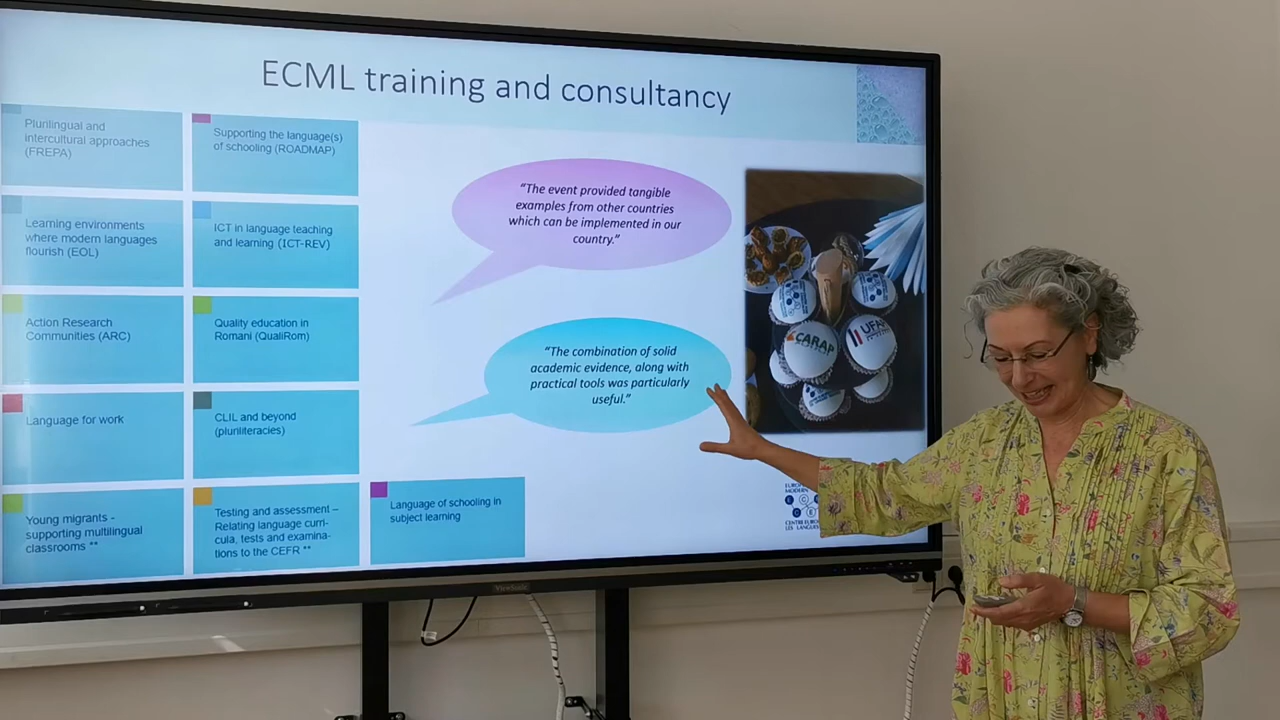 ECML training and consultancy
Plurilingual and
intercultural approaches
(FREPA)
Supporting the language(s)
of schooling (ROADMAP)
Learning environments
where modern languages
flourish (EOL)
ICT in language teaching
and learning (ICT-REV)
Action Research
Communities (ARC)
Quality education in
Romani (QualiRom)
Language for work
CLIL and beyond
(pluriliteracies)
Young migrants -
supporting multilingual
classrooms **
Testing and assessment –
Relating language curri-
cula, tests and examina-
tions to the CEFR **
Language of schooling in
subject learning
“The event provided tangible
examples from other countries
which can be implemented in our
country.”
“The combination of solid
academic evidence, along with
practical tools was particularly
useful.”
CARAP
ViewSonic